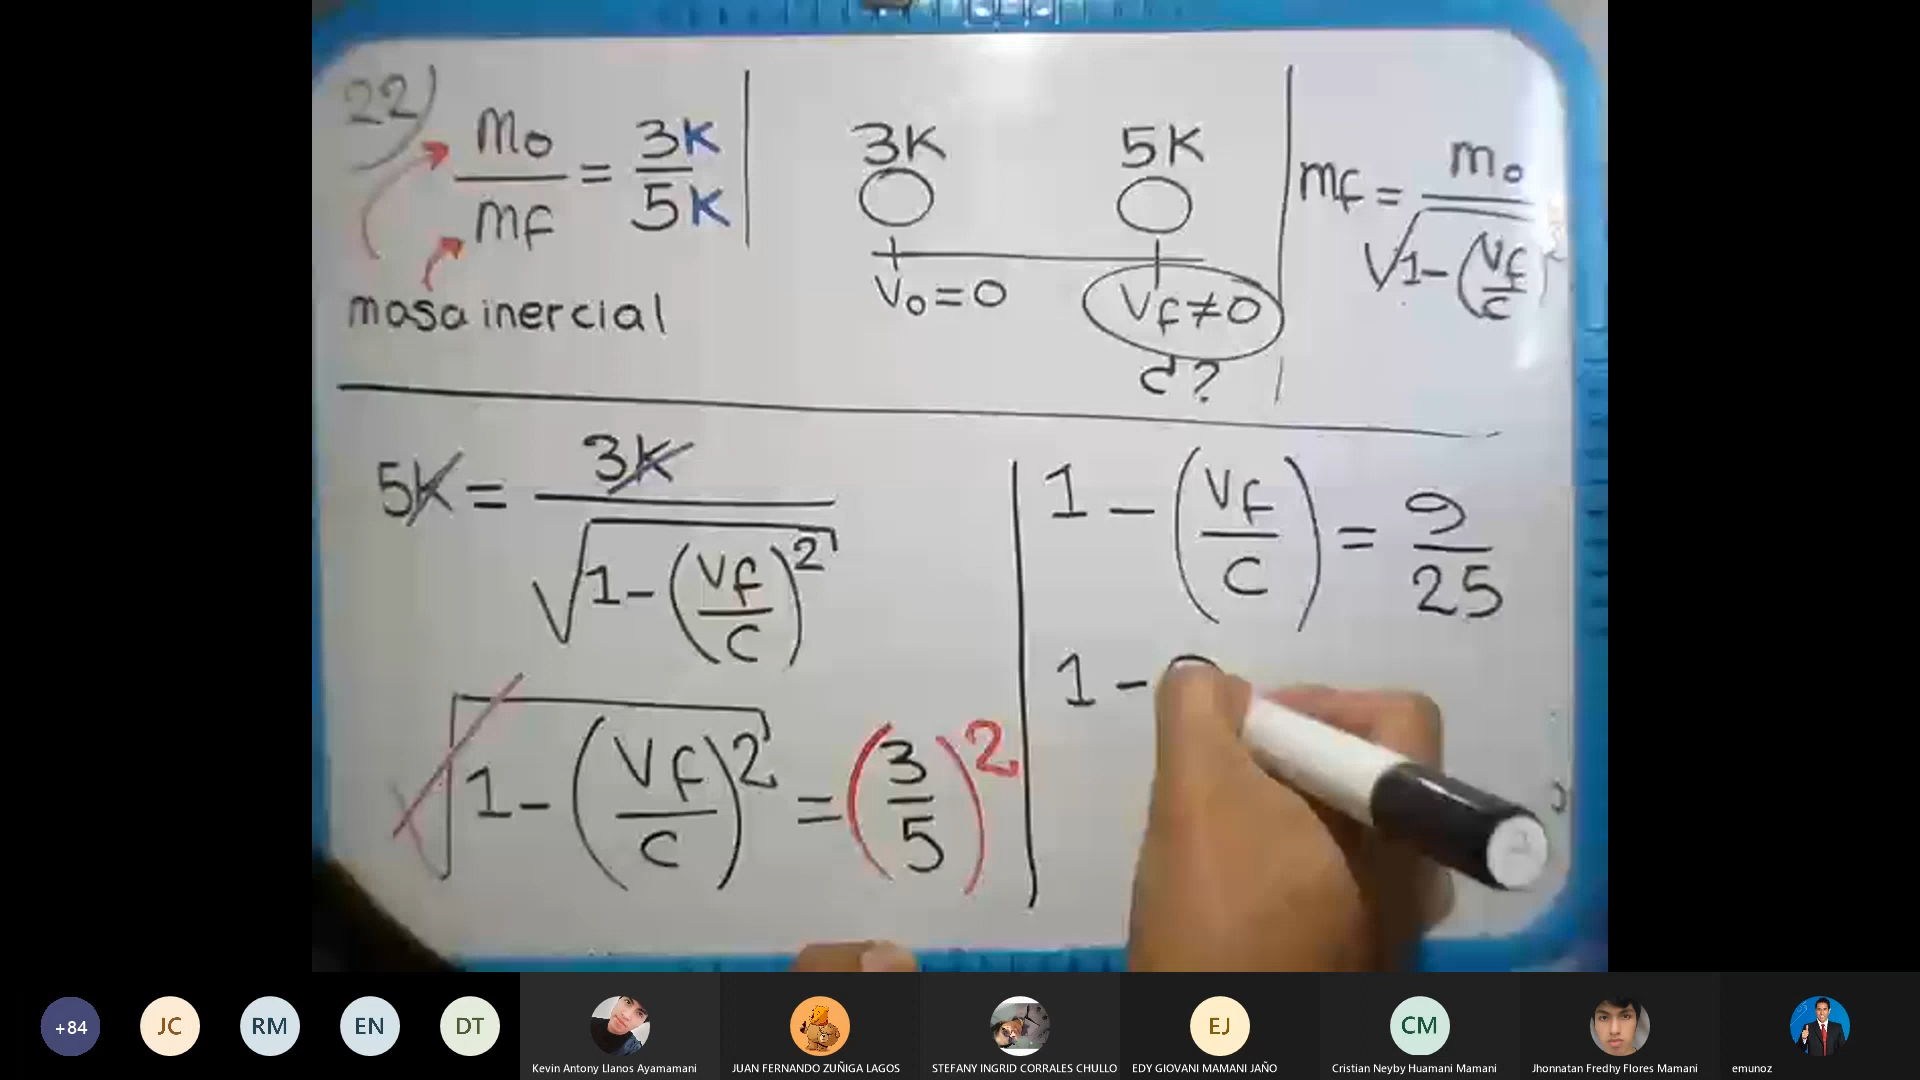 22)
mo / mf = 3K / 5K
masa inercial
3K 5K
Vo=0 Vf≠0
¿?
mf = mo / √1-(Vf/c)²
5K = 3K / √1-(Vf/c)²
√1-(Vf/c)² = (3/5)²
1-(Vf/c) = 9/25
1-
+84
JC
RM
EN
DT
Kevin Antony Llanos Ayamamani
JUAN FERNANDO ZUÑIGA LAGOS
STEFANY INGRID CORRALES CHULLO
EJ
EDY GIOVANI MAMANI JAÑO
CM
Cristian Neyby Huamani Mamani
Jhonnatan Fredhy Flores Mamani
emunoz